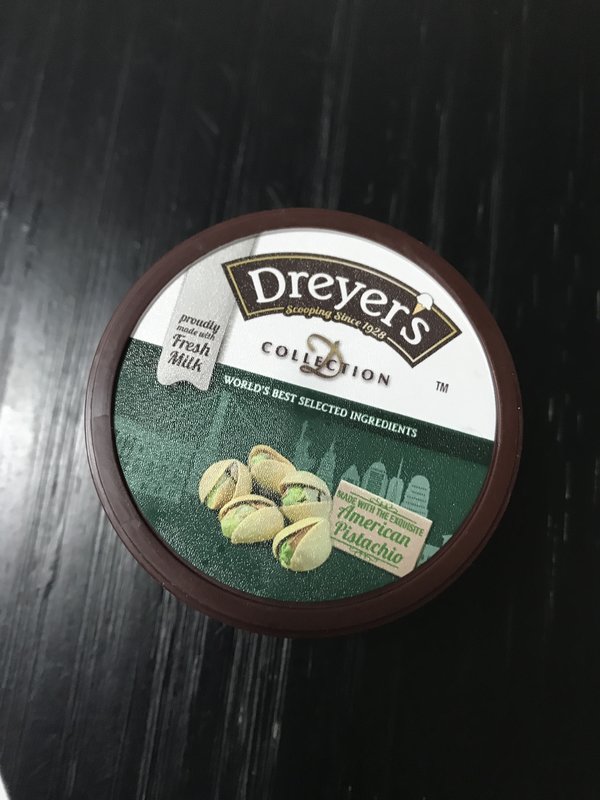 Dreyer's
Scooping Since 1928
proudly
made with
Fresh
Milk
D
COLLECTION
TM
WORLD'S BEST SELECTED INGREDIENTS
MADE WITH THE EXQUISITE
American
Pistachio